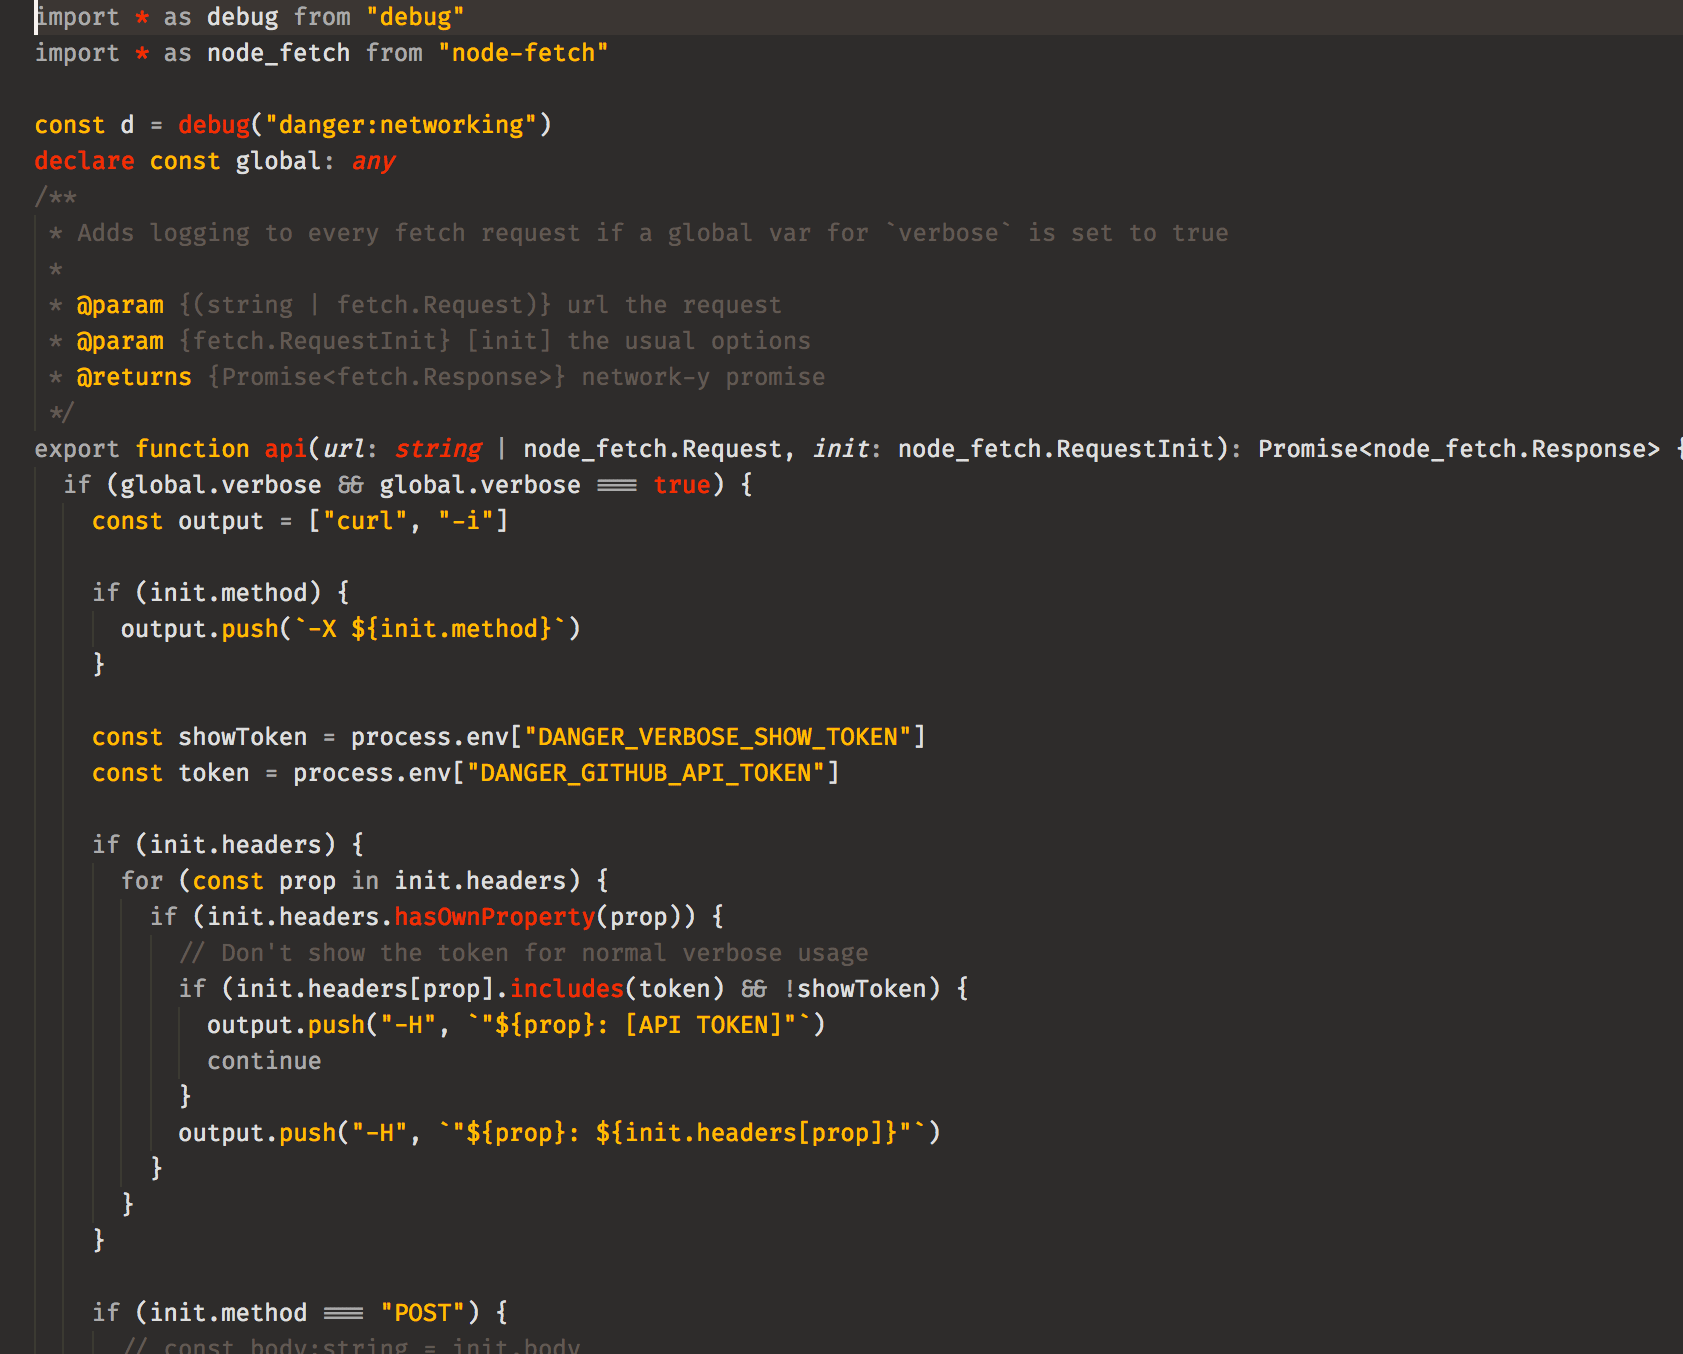 import * as debug from "debug"
import * as node_fetch from "node-fetch"

const d = debug("danger:networking")
declare const global: any
/**
 * Adds logging to every fetch request if a global var for `verbose` is set to true
 *
 * @param {(string | fetch.Request)} url the request
 * @param {fetch.RequestInit} [init] the usual options
 * @returns {Promise<fetch.Response>} network-y promise
 */
export function api(url: string | node_fetch.Request, init: node_fetch.RequestInit): Promise<node_fetch.Response> {
  if (global.verbose && global.verbose === true) {
    const output = ["curl", "-i"]

    if (init.method) {
      output.push(`-X ${init.method}`)
    }

    const showToken = process.env["DANGER_VERBOSE_SHOW_TOKEN"]
    const token = process.env["DANGER_GITHUB_API_TOKEN"]

    if (init.headers) {
      for (const prop in init.headers) {
        if (init.headers.hasOwnProperty(prop)) {
          // Don't show the token for normal verbose usage
          if (init.headers[prop].includes(token) && !showToken) {
            output.push("-H", `"${prop}: [API TOKEN]"`)
            continue
          }
          output.push("-H", `"${prop}: ${init.headers[prop]}"`)
        }
      }
    }

    if (init.method === "POST") {
      // const body:string = init.body